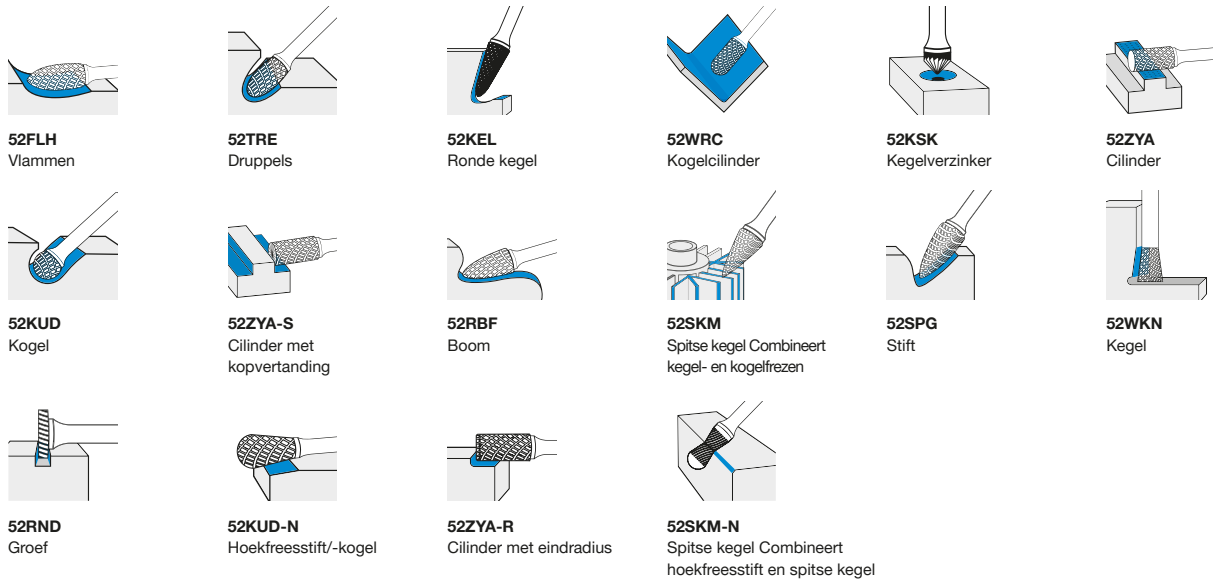 52FLH
Vlammen
52TRE
Druppels
52KEL
Ronde kegel
52WRC
Kogelcilinder
52KSK
Kegelverzinker
52ZYA
Cilinder
52KUD
Kogel
52ZYA-S
Cilinder met
kopvertanding
52RBF
Boom
52SKM
Spitse kegel Combineert
kegel- en kogelfrezen
52SPG
Stift
52WKN
Kegel
52RND
Groef
52KUD-N
Hoekfreesstift/-kogel
52ZYA-R
Cilinder met eindradius
52SKM-N
Spitse kegel Combineert
hoekfreesstift en spitse kegel